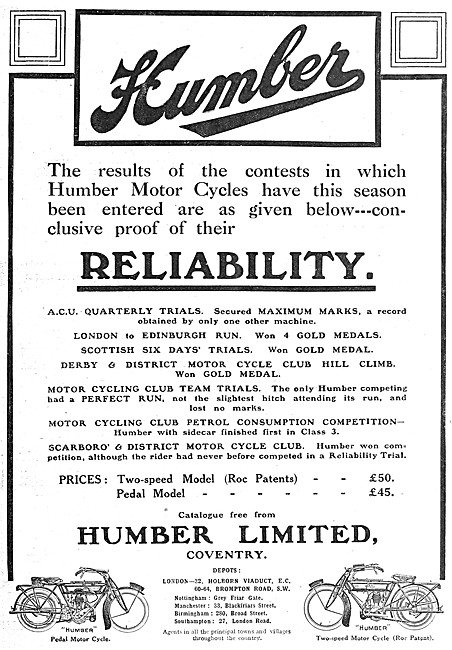 Humber
The results of the contests in which
Humber Motor Cycles have this season
been entered are as given below---con-
clusive proof of their
RELIABILITY.
A.C.U. QUARTERLY TRIALS. Secured MAXIMUM MARKS, a record
obtained by only one other machine.
LONDON to EDINBURGH RUN. Won 4 GOLD MEDALS.
SCOTTISH SIX DAYS' TRIALS. Won GOLD MEDAL.
DERBY & DISTRICT MOTOR CYCLE CLUB HILL CLIMB.
Won GOLD MEDAL.
MOTOR CYCLING CLUB TEAM TRIALS. The only Humber competing
had a PERFECT RUN, not the slightest hitch attending its run, and
lost no marks.
MOTOR CYCLING CLUB PETROL CONSUMPTION COMPETITION—
Humber with sidecar finished first in Class 3.
SCARBORO' & DISTRICT MOTOR CYCLE CLUB. Humber won com-
petition, although the rider had never before competed in a Reliability Trial.
PRICES: Two-speed Model (Roc Patents) - - £50.
Pedal Model - - - - - - £45.
Catalogue free from
HUMBER LIMITED,
COVENTRY.
DEPOTS:
LONDON—32, HOLBORN VIADUCT, E.C.
60-64, BROMPTON ROAD, S.W.
Nottingham: Grey Friar Gate.
Manchester: 33, Blackfriars Street.
Birmingham: 280, Broad Street.
Southampton: 27, London Road.
Agents in all the principal towns and villages
throughout the country.
"HUMBER"
Pedal Motor Cycle.
"HUMBER"
Two-speed Motor Cycle (Roc Patent).